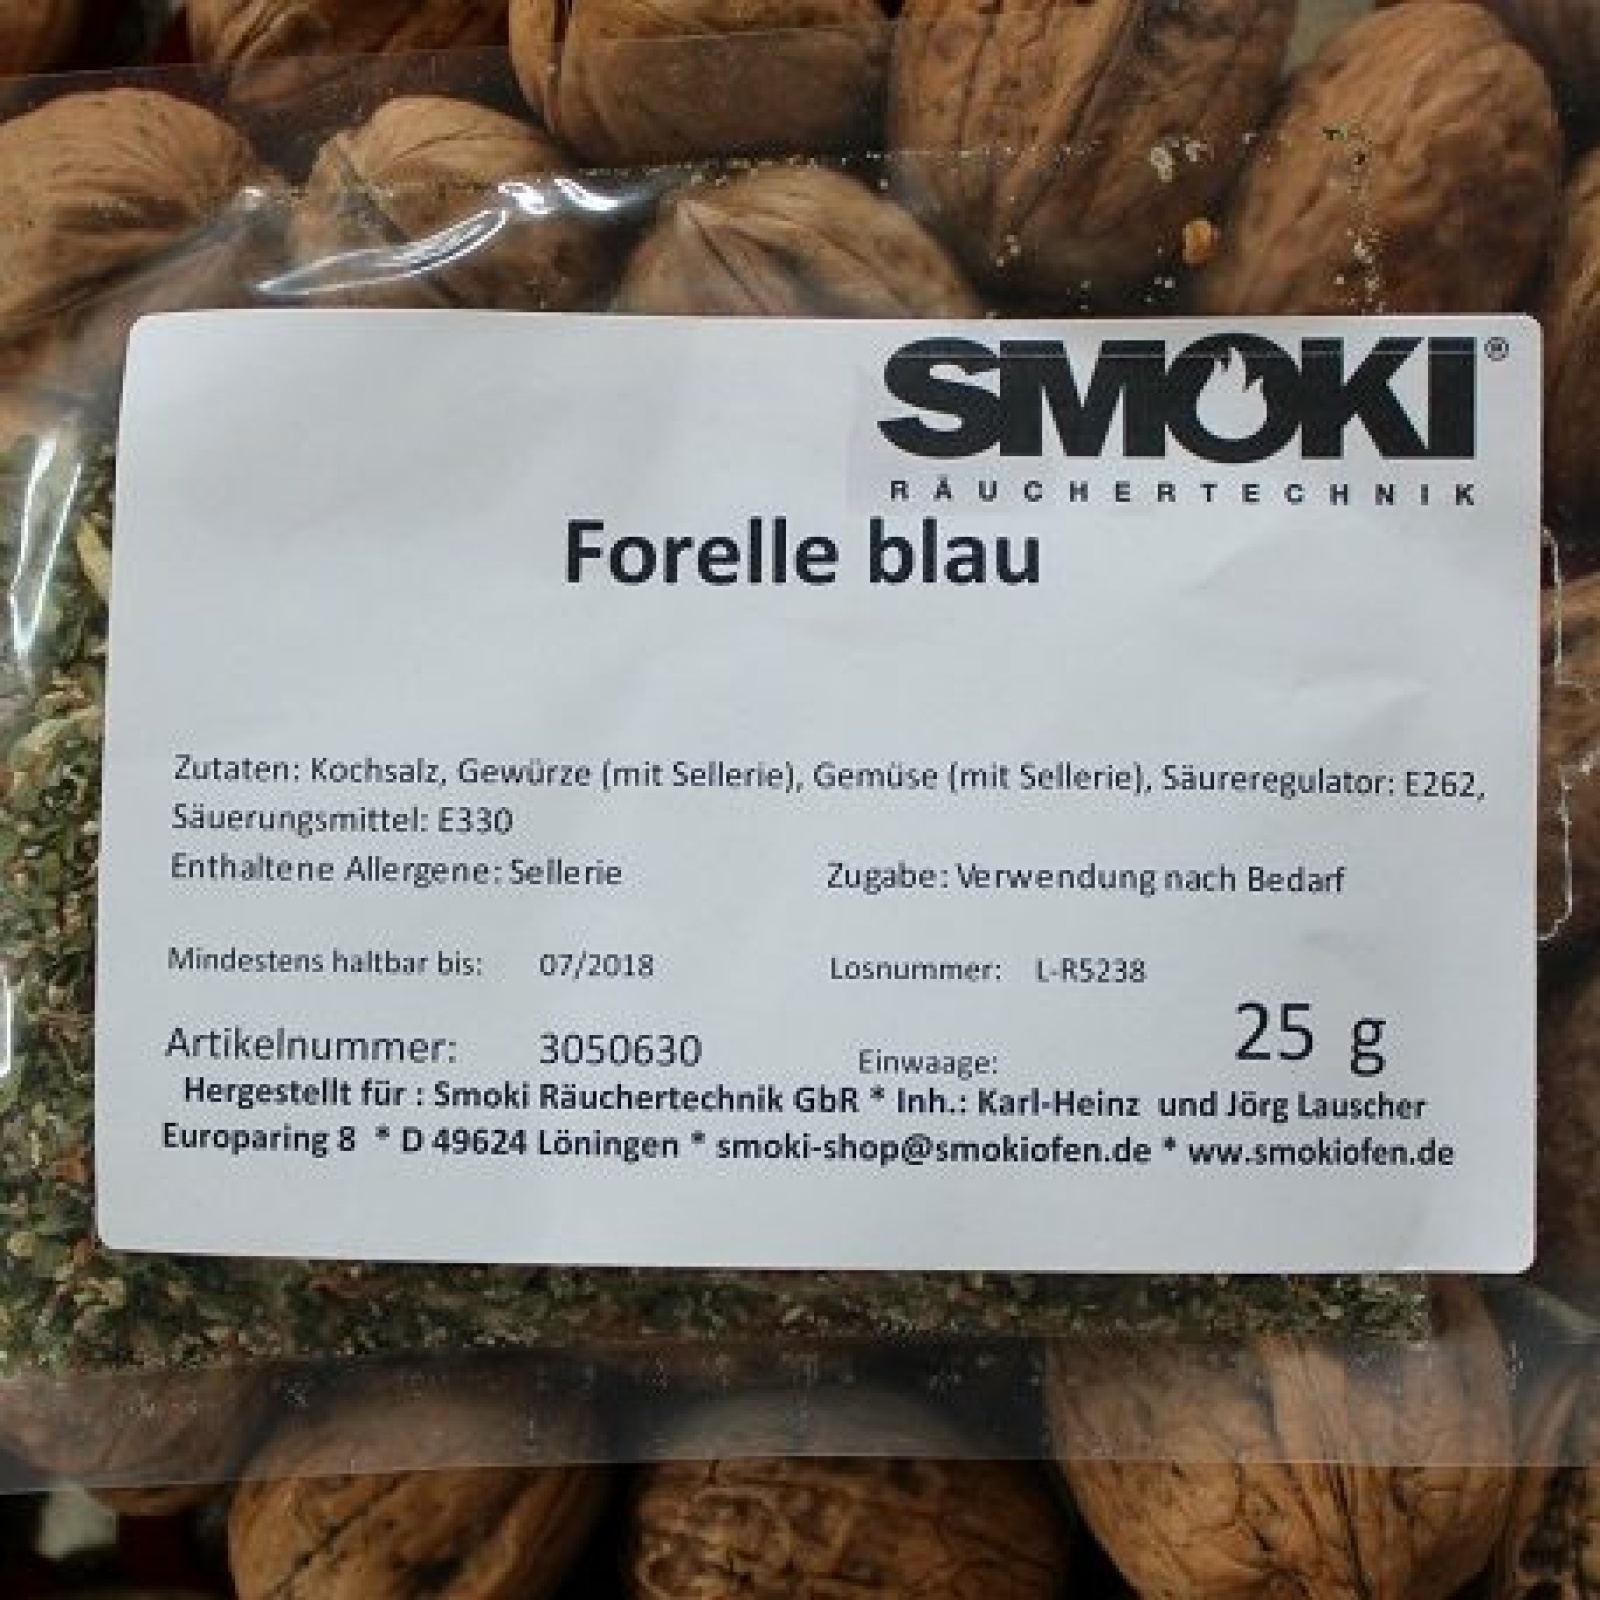 SMOKI®
RÄUCHERTECHNIK
Forelle blau
Zutaten: Kochsalz, Gewürze (mit Sellerie), Gemüse (mit Sellerie), Säureregulator: E262,
Säuerungsmittel: E330
Enthaltene Allergene: Sellerie Zugabe: Verwendung nach Bedarf
Mindestens haltbar bis: 07/2018 Losnummer: L-R5238
Artikelnummer: 3050630 Einwaage: 25 g
Hergestellt für : Smoki Räuchertechnik GbR * Inh.: Karl-Heinz und Jörg Lauscher
Europaring 8 * D 49624 Löningen * smoki-shop@smokiofen.de * ww.smokiofen.de